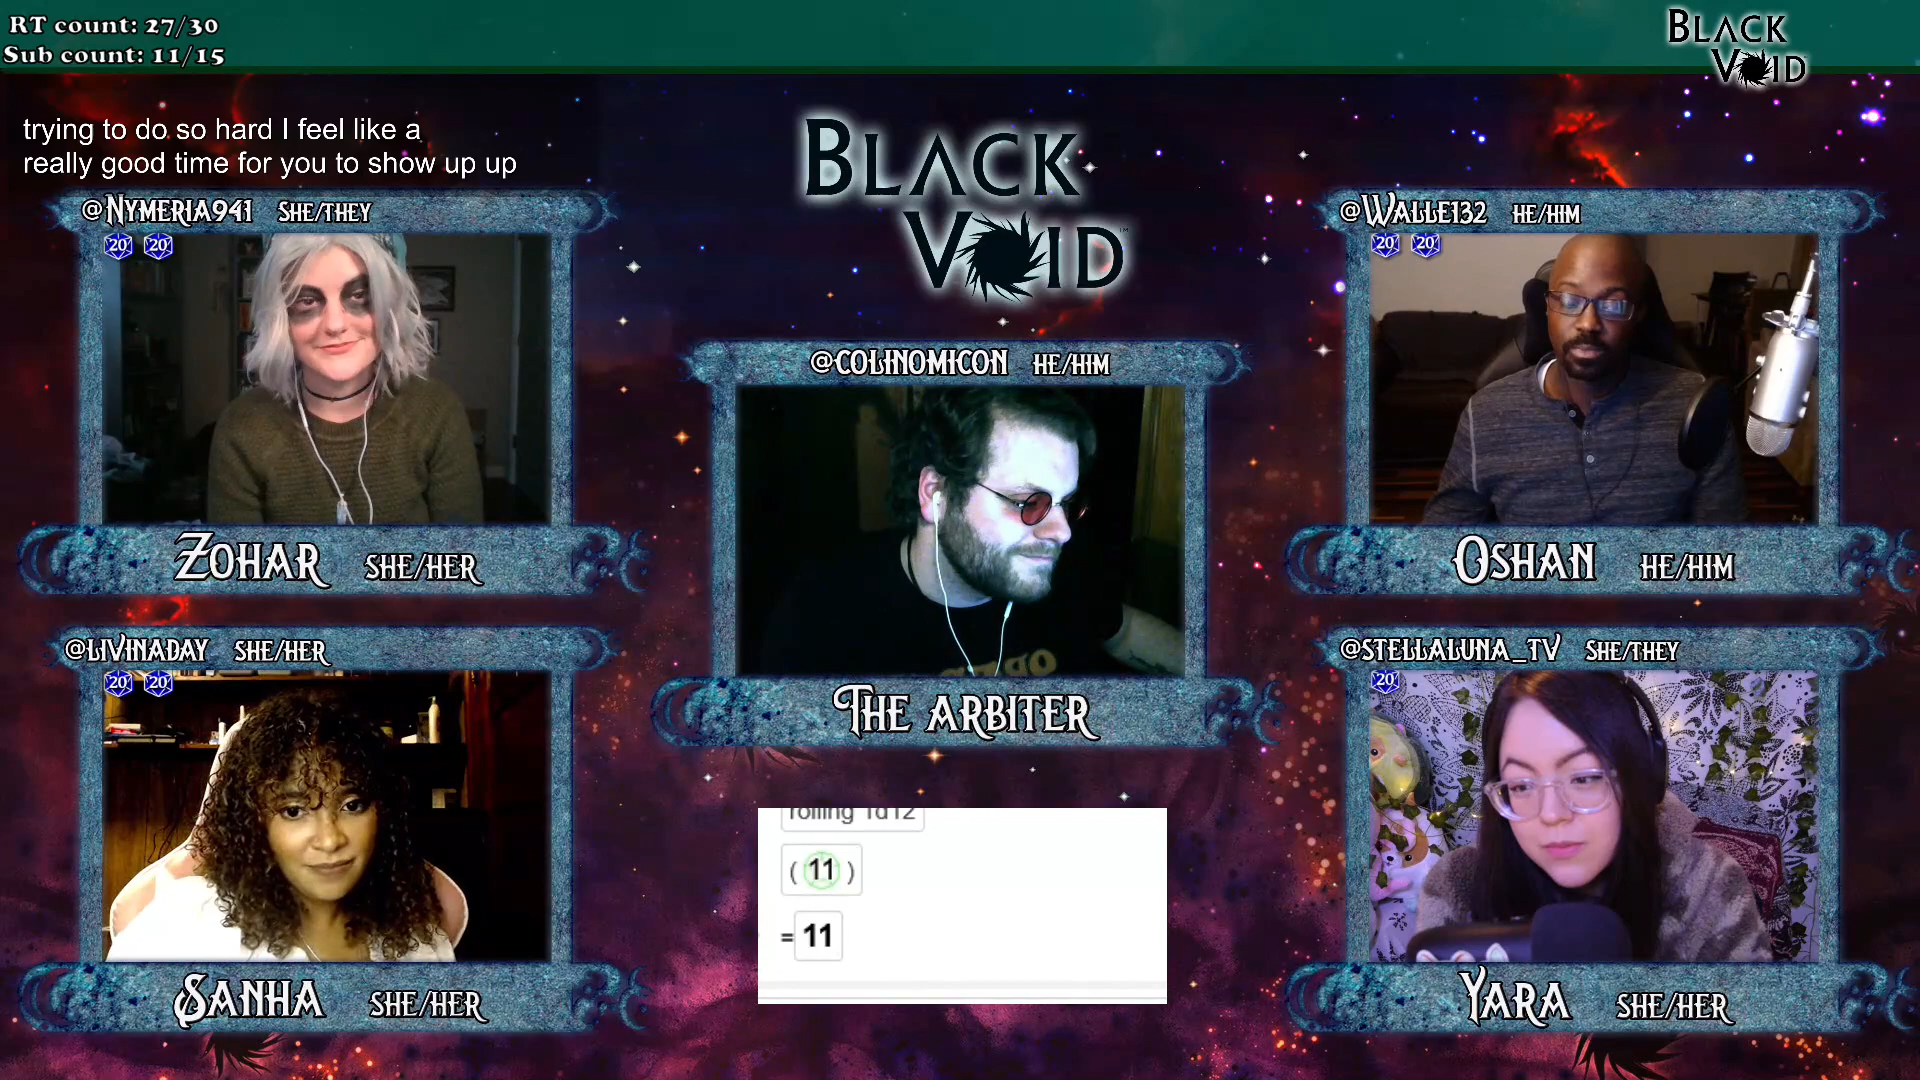 RT count: 27/30
Sub count: 11/15
BLACK
VOID
trying to do so hard I feel like a
really good time for you to show up up
BLACK
VOID™
@NYMERIA941 SHE/THEY
20 20
ZOHAR SHE/HER
@COLINOMICON HE/HIM
THE ARBITER
@WALLE132 HE/HIM
20 20
OSHAN HE/HIM
@LIVINADAY SHE/HER
20 20
SANHA SHE/HER
rolling 1d12
( 11 )
= 11
@STELLALUNA_TV SHE/THEY
20
YARA SHE/HER